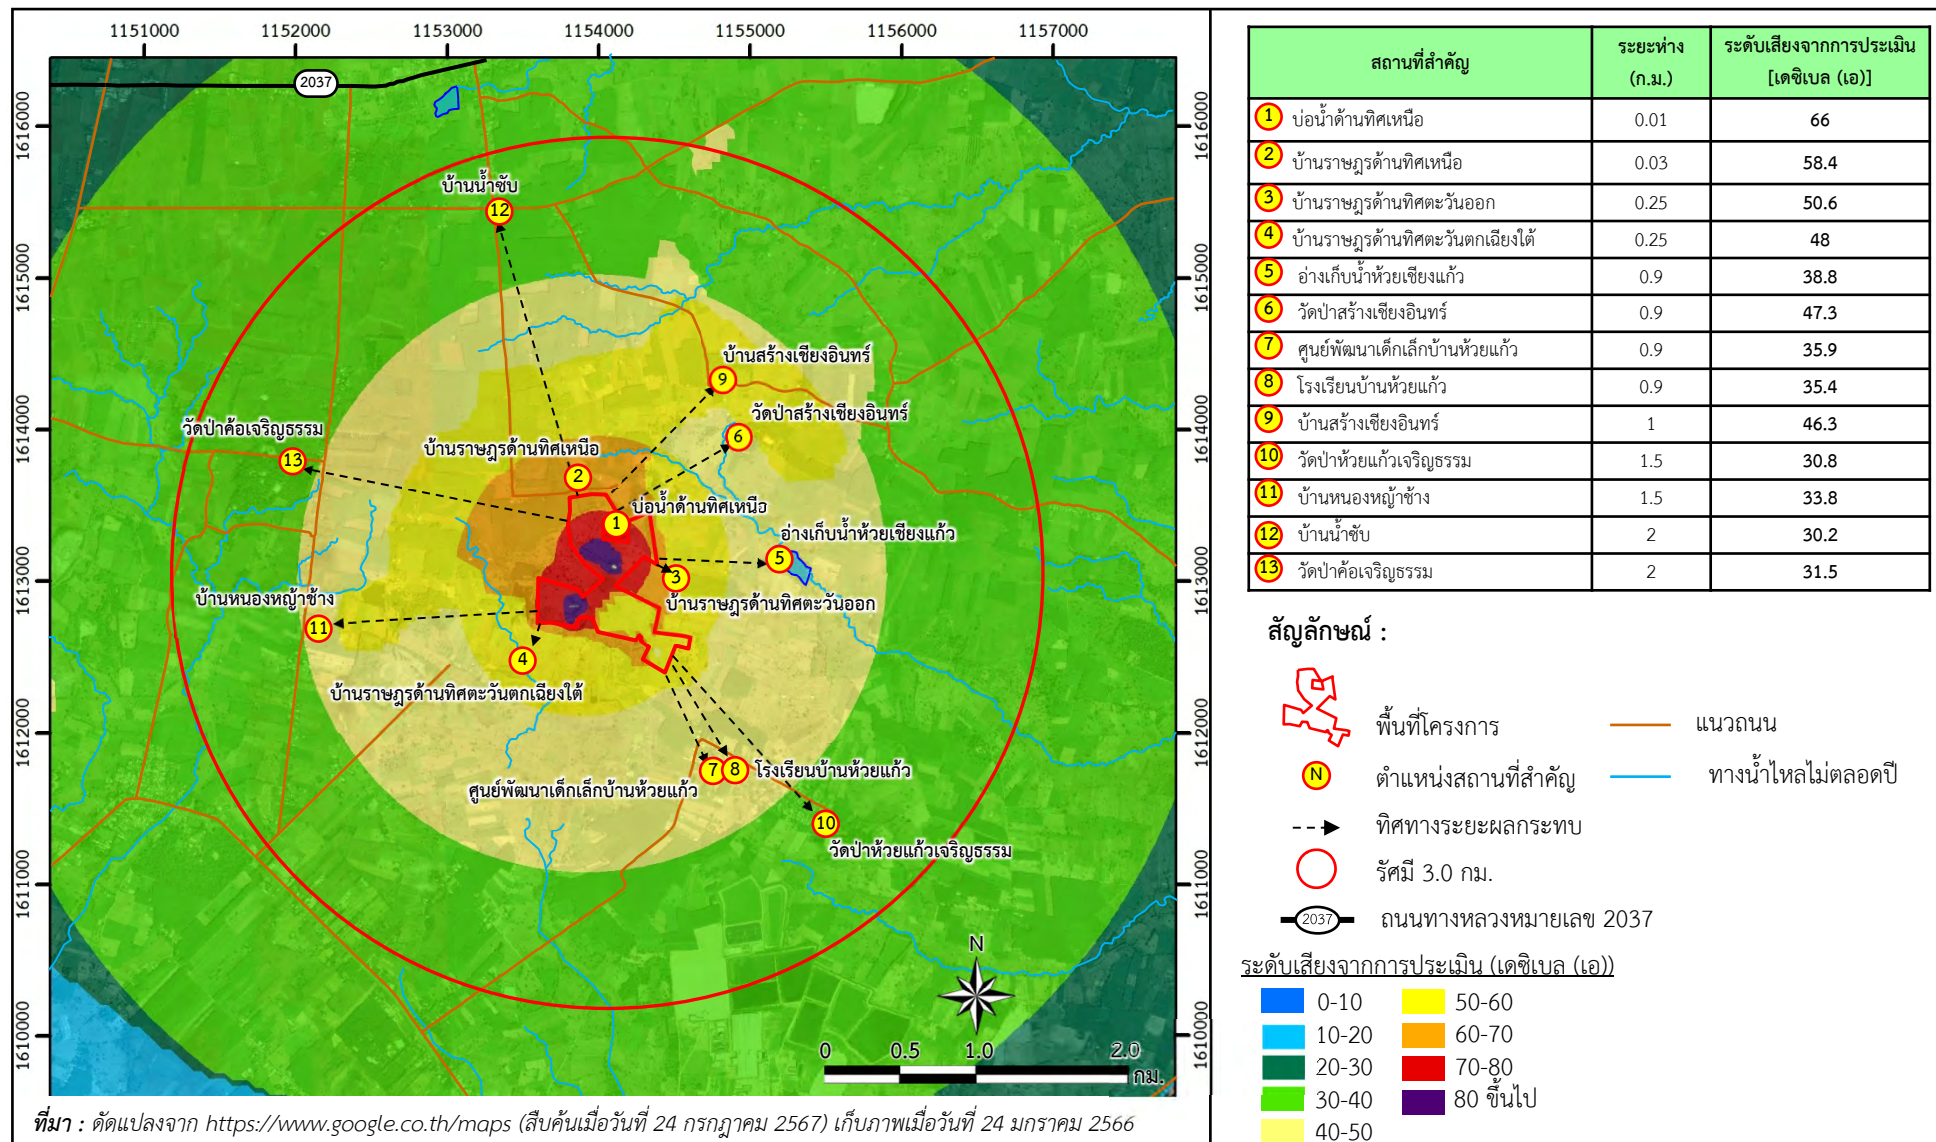 1151000 1152000 1153000 1154000 1155000 1156000 1157000
1616000 1615000 1614000 1613000 1612000 1611000 1610000
1616000 1615000 1614000 1613000 1612000 1611000 1610000
2037
บ้านน้ำซับ
12
บ้านสร้างเชียงอินทร์
9
วัดป่าสร้างเชียงอินทร์
6
วัดป่าค้อเจริญธรรม
13
บ้านราษฎรด้านทิศเหนือ
2
บ่อน้ำด้านทิศเหนือ
1
อ่างเก็บน้ำห้วยเชียงแก้ว
5
3
บ้านราษฎรด้านทิศตะวันออก
บ้านหนองหญ้าช้าง
11
4
บ้านราษฎรด้านทิศตะวันตกเฉียงใต้
7 8 โรงเรียนบ้านห้วยแก้ว
ศูนย์พัฒนาเด็กเล็กบ้านห้วยแก้ว
10
วัดป่าห้วยแก้วเจริญธรรม
N
0 0.5 1.0 2.0
กม.
ที่มา : ดัดแปลงจาก https://www.google.co.th/maps (สืบค้นเมื่อวันที่ 24 กรกฎาคม 2567) เก็บภาพเมื่อวันที่ 24 มกราคม 2566
สถานที่สำคัญ ระยะห่าง (ก.ม.) ระดับเสียงจากการประเมิน [เดซิเบล (เอ)]
1 บ่อน้ำด้านทิศเหนือ 0.01 66
2 บ้านราษฎรด้านทิศเหนือ 0.03 58.4
3 บ้านราษฎรด้านทิศตะวันออก 0.25 50.6
4 บ้านราษฎรด้านทิศตะวันตกเฉียงใต้ 0.25 48
5 อ่างเก็บน้ำห้วยเชียงแก้ว 0.9 38.8
6 วัดป่าสร้างเชียงอินทร์ 0.9 47.3
7 ศูนย์พัฒนาเด็กเล็กบ้านห้วยแก้ว 0.9 35.9
8 โรงเรียนบ้านห้วยแก้ว 0.9 35.4
9 บ้านสร้างเชียงอินทร์ 1 46.3
10 วัดป่าห้วยแก้วเจริญธรรม 1.5 30.8
11 บ้านหนองหญ้าช้าง 1.5 33.8
12 บ้านน้ำซับ 2 30.2
13 วัดป่าค้อเจริญธรรม 2 31.5
สัญลักษณ์ :
พื้นที่โครงการ แนวถนน
N ตำแหน่งสถานที่สำคัญ ทางน้ำไหลไม่ตลอดปี
ทิศทางระยะผลกระทบ
รัศมี 3.0 กม.
2037 ถนนทางหลวงหมายเลข 2037
ระดับเสียงจากการประเมิน (เดซิเบล (เอ))
0-10 50-60
10-20 60-70
20-30 70-80
30-40 80 ขึ้นไป
40-50